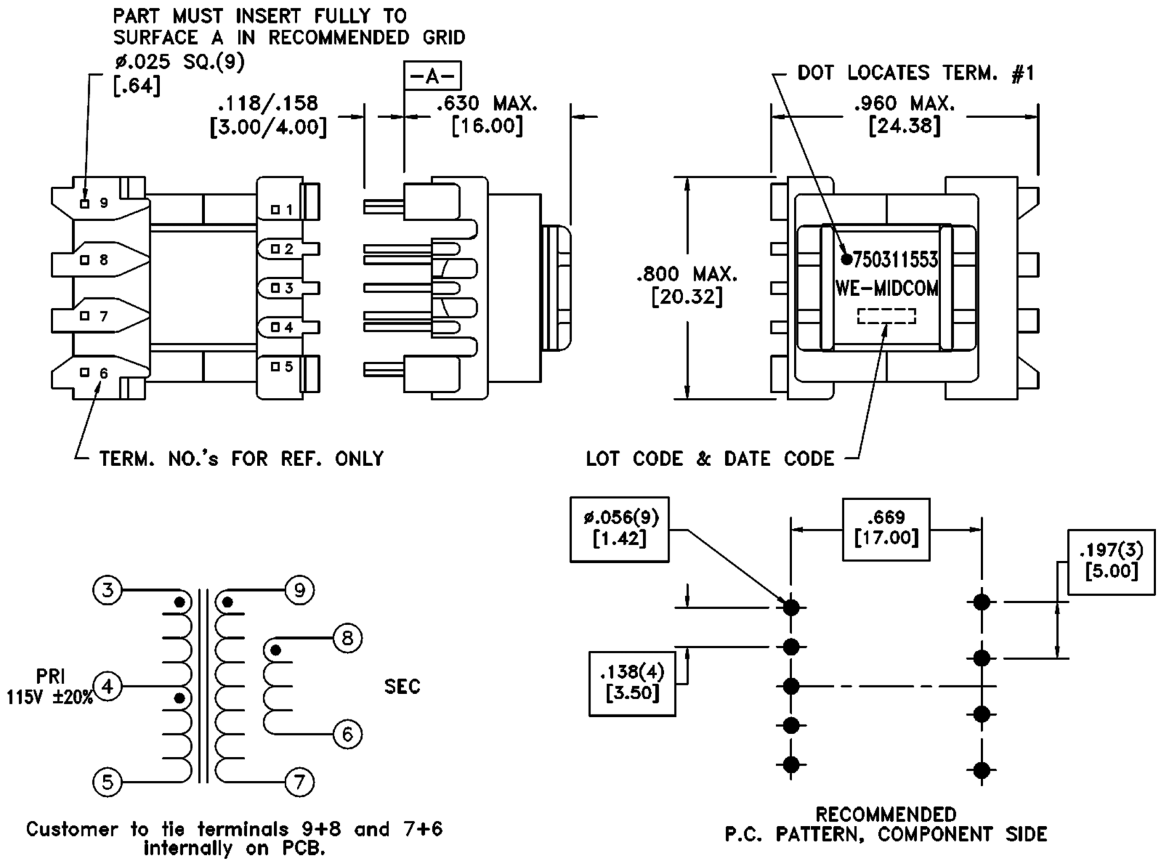 PART MUST INSERT FULLY TO
SURFACE A IN RECOMMENDED GRID
ø.025 SQ.(9)
[.64]
-A-
.118/.158
[3.00/4.00]
.630 MAX.
[16.00]
DOT LOCATES TERM. #1
.960 MAX.
[24.38]
9
8
7
6
1
2
3
4
5
.800 MAX.
[20.32]
750311553
WE-MIDCOM
TERM. NO.'s FOR REF. ONLY
LOT CODE & DATE CODE
3
4
5
PRI
115V ±20%
9
8
6
7
SEC
Customer to tie terminals 9+8 and 7+6
internally on PCB.
ø.056(9)
[1.42]
.669
[17.00]
.197(3)
[5.00]
.138(4)
[3.50]
RECOMMENDED
P.C. PATTERN, COMPONENT SIDE